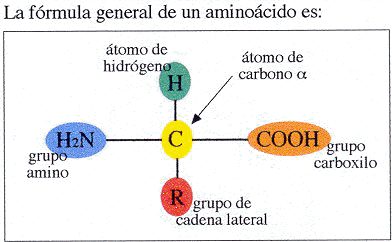 La fórmula general de un aminoácido es:
átomo de
hidrógeno
átomo de
carbono α
H
H₂N
C
COOH
grupo
amino
grupo
carboxilo
R
grupo de
cadena lateral